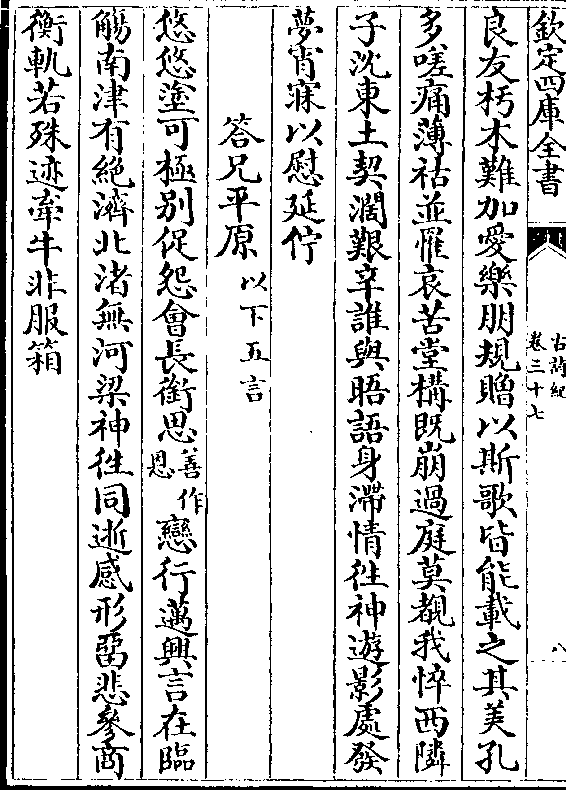 欽定四庫全書
古詩紀
卷三十七
八
良友朽木難加愛樂朋規贈以斯歌皆能載之其美孔
多嗟痛薄祜並罹哀苦堂構既崩過庭莫覩我悴西隣
子沈東土契濶艱辛誰與晤語身滯情徃神遊影處發
夢宵寐以慰延佇
答兄平原以下五言
悠悠塗可極别促怨會長銜思善作恩戀行邁興言在臨
觴南津有絶濟北渚無河梁神徃同逝感形留悲參商
衡軌若殊迹牽牛非服箱